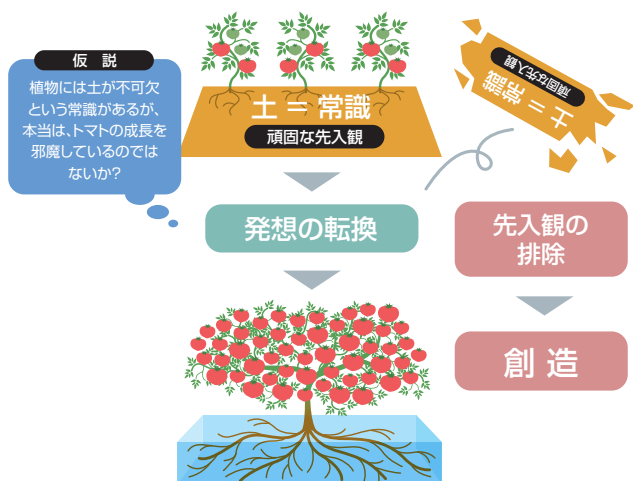 仮説
植物には土が不可欠
という常識があるが、
本当は、トマトの成長を
邪魔しているのでは
ないか?
土 = 常識
頑固な先入観
土 = 常識
頑固な先入観
発想の転換
先入観の
排除
創造